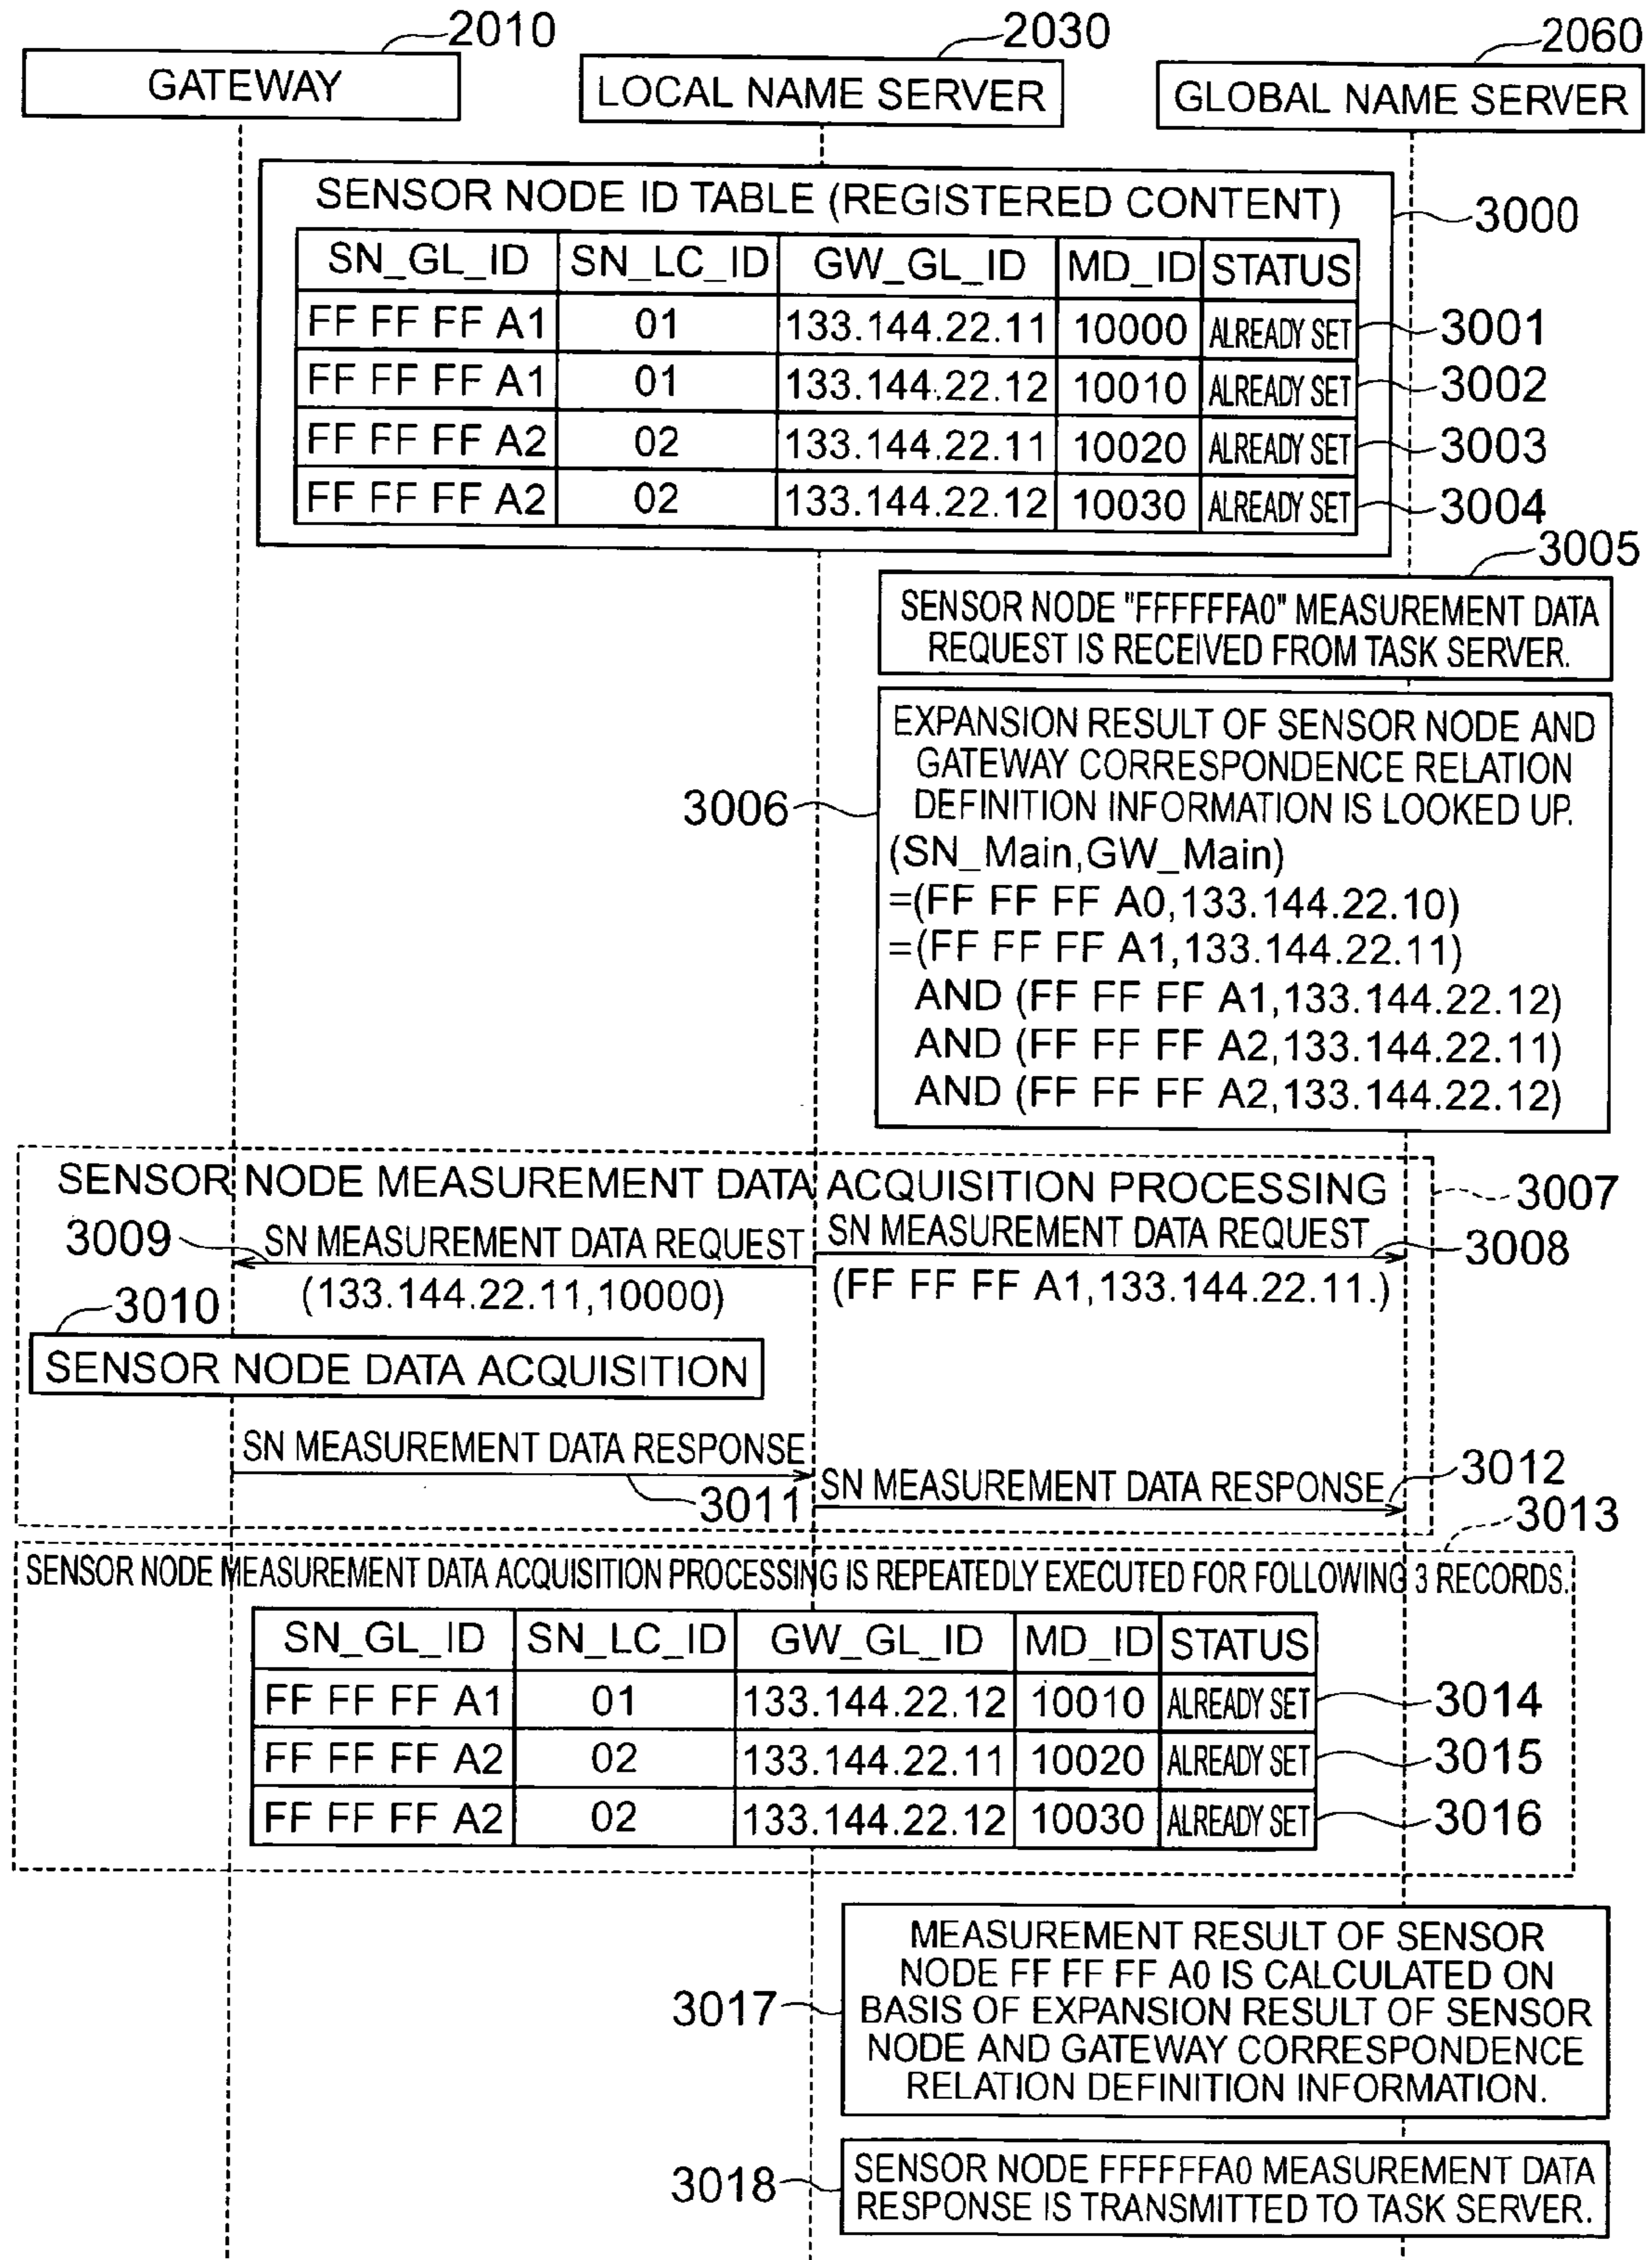 2010
2030
2060
GATEWAY
LOCAL NAME SERVER
GLOBAL NAME SERVER
SENSOR NODE ID TABLE (REGISTERED CONTENT)
3000
SN_GL_ID SN_LC_ID GW_GL_ID MD_ID STATUS
FF FF FF A1 01 133.144.22.11 10000 ALREADY SET 3001
FF FF FF A1 01 133.144.22.12 10010 ALREADY SET 3002
FF FF FF A2 02 133.144.22.11 10020 ALREADY SET 3003
FF FF FF A2 02 133.144.22.12 10030 ALREADY SET 3004
3005
SENSOR NODE "FFFFFFA0" MEASUREMENT DATA
REQUEST IS RECEIVED FROM TASK SERVER.
3006
EXPANSION RESULT OF SENSOR NODE AND
GATEWAY CORRESPONDENCE RELATION
DEFINITION INFORMATION IS LOOKED UP.
(SN_Main,GW_Main)
=(FF FF FF A0,133.144.22.10)
=(FF FF FF A1,133.144.22.11)
AND (FF FF FF A1,133.144.22.12)
AND (FF FF FF A2,133.144.22.11)
AND (FF FF FF A2,133.144.22.12)
SENSOR NODE MEASUREMENT DATA ACQUISITION PROCESSING
3007
3009
SN MEASUREMENT DATA REQUEST
(133.144.22.11,10000)
SN MEASUREMENT DATA REQUEST
3008
(FF FF FF A1,133.144.22.11.)
3010
SENSOR NODE DATA ACQUISITION
SN MEASUREMENT DATA RESPONSE
3011
SN MEASUREMENT DATA RESPONSE
3012
3013
SENSOR NODE MEASUREMENT DATA ACQUISITION PROCESSING IS REPEATEDLY EXECUTED FOR FOLLOWING 3 RECORDS.
SN_GL_ID SN_LC_ID GW_GL_ID MD_ID STATUS
FF FF FF A1 01 133.144.22.12 10010 ALREADY SET 3014
FF FF FF A2 02 133.144.22.11 10020 ALREADY SET 3015
FF FF FF A2 02 133.144.22.12 10030 ALREADY SET 3016
3017
MEASUREMENT RESULT OF SENSOR
NODE FF FF FF A0 IS CALCULATED ON
BASIS OF EXPANSION RESULT OF SENSOR
NODE AND GATEWAY CORRESPONDENCE
RELATION DEFINITION INFORMATION.
3018
SENSOR NODE FFFFFFA0 MEASUREMENT DATA
RESPONSE IS TRANSMITTED TO TASK SERVER.